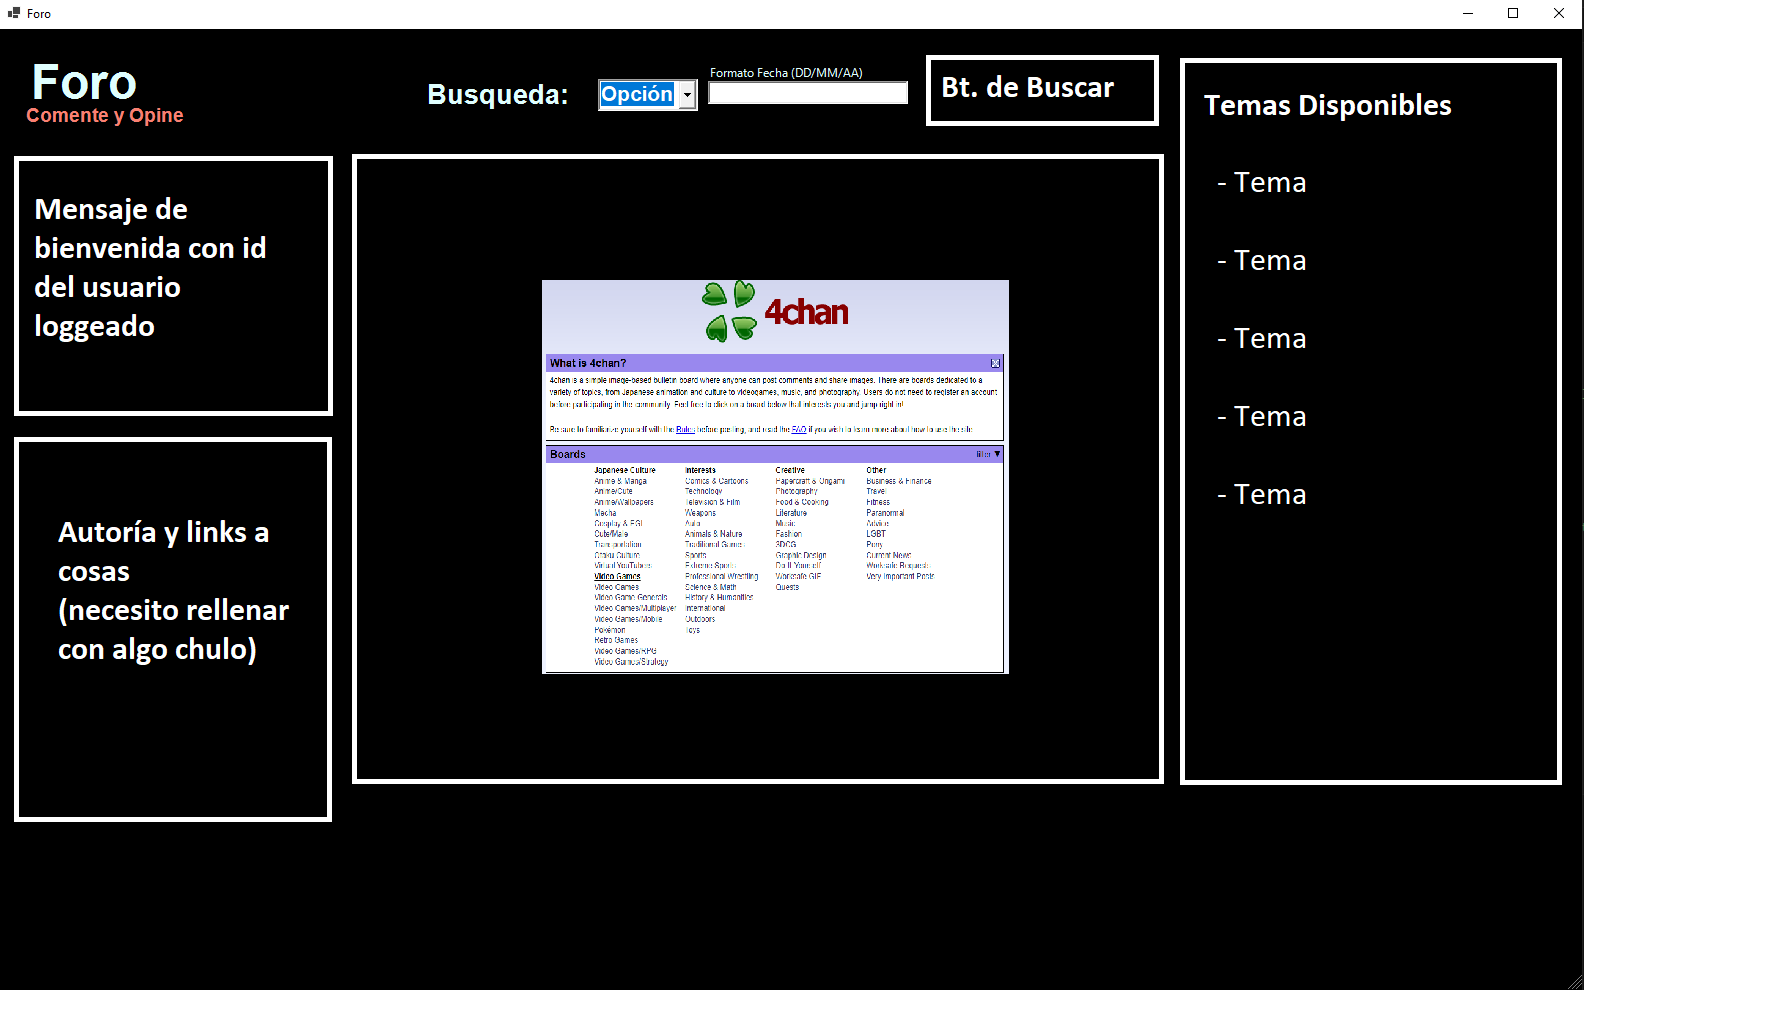 Foro
Foro
Comente y Opine
Busqueda:
Opción
Formato Fecha (DD/MM/AA)
Bt. de Buscar
Temas Disponibles
- Tema
- Tema
- Tema
- Tema
- Tema
Mensaje de
bienvenida con id
del usuario
loggeado
Autoría y links a
cosas
(necesito rellenar
con algo chulo)
4chan
What is 4chan?
4chan is a simple image-based bulletin board where anyone can post comments and share images. There are boards dedicated to a
variety of topics, from Japanese animation and culture to videogames, music, and photography. Users do not need to register an account
before participating in the community. Feel free to click on a board below that interests you and jump right in!
Be sure to familiarize yourself with the Rules before posting, and read the FAQ if you wish to learn more about how to use the site.
Boards
filter ▼
Japanese Culture
Anime & Manga
Anime/Cute
Anime/Wallpapers
Mecha
Cosplay & EGL
Cute/Male
Transportation
Otaku Culture
Virtual YouTubers
Video Games
Video Games
Video Game Generals
Video Games/Multiplayer
Video Games/Mobile
Pokémon
Retro Games
Video Games/RPG
Video Games/Strategy
Interests
Comics & Cartoons
Technology
Television & Film
Weapons
Auto
Animals & Nature
Traditional Games
Sports
Extreme Sports
Professional Wrestling
Science & Math
History & Humanities
International
Outdoors
Toys
Creative
Papercraft & Origami
Photography
Food & Cooking
Literature
Music
Fashion
3DCG
Graphic Design
Do-It-Yourself
Worksafe GIF
Quests
Other
Business & Finance
Travel
Fitness
Paranormal
Advice
LGBT
Pony
Current News
Worksafe Requests
Very Important Posts